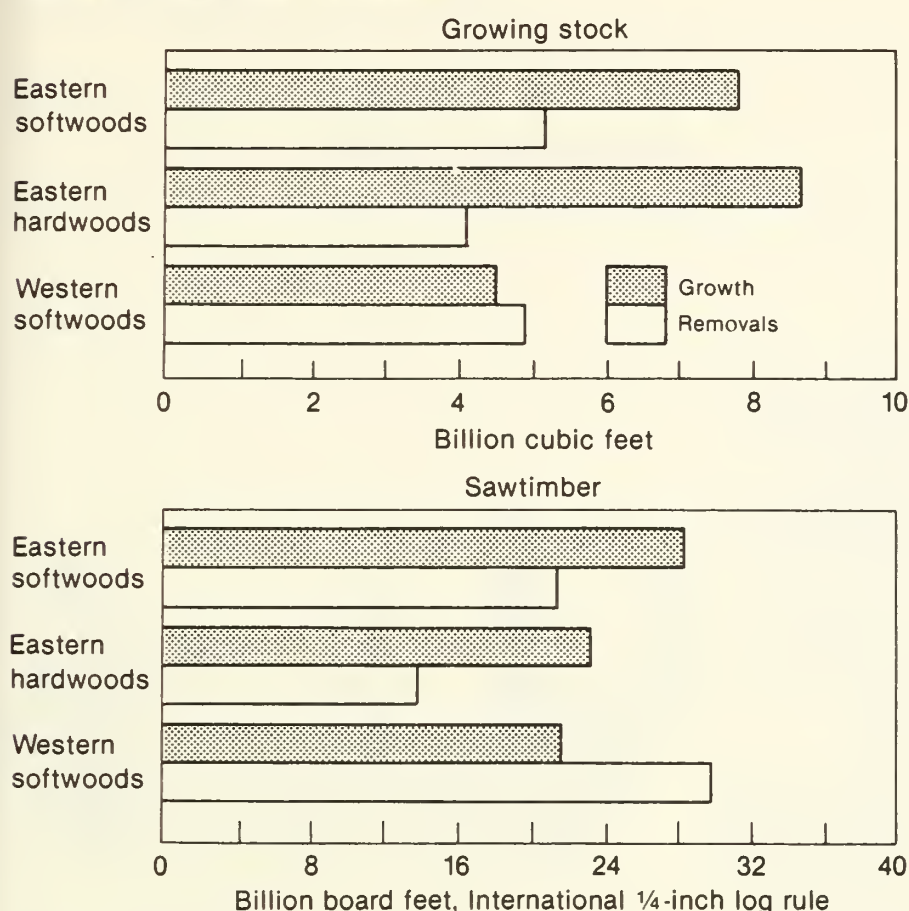 Growing stock
Eastern
softwoods
Eastern
hardwoods
Western
softwoods
Growth
Removals
0 2 4 6 8 10
Billion cubic feet
Sawtimber
Eastern
softwoods
Eastern
hardwoods
Western
softwoods
0 8 16 24 32 40
Billion board feet, International ¼-inch log rule